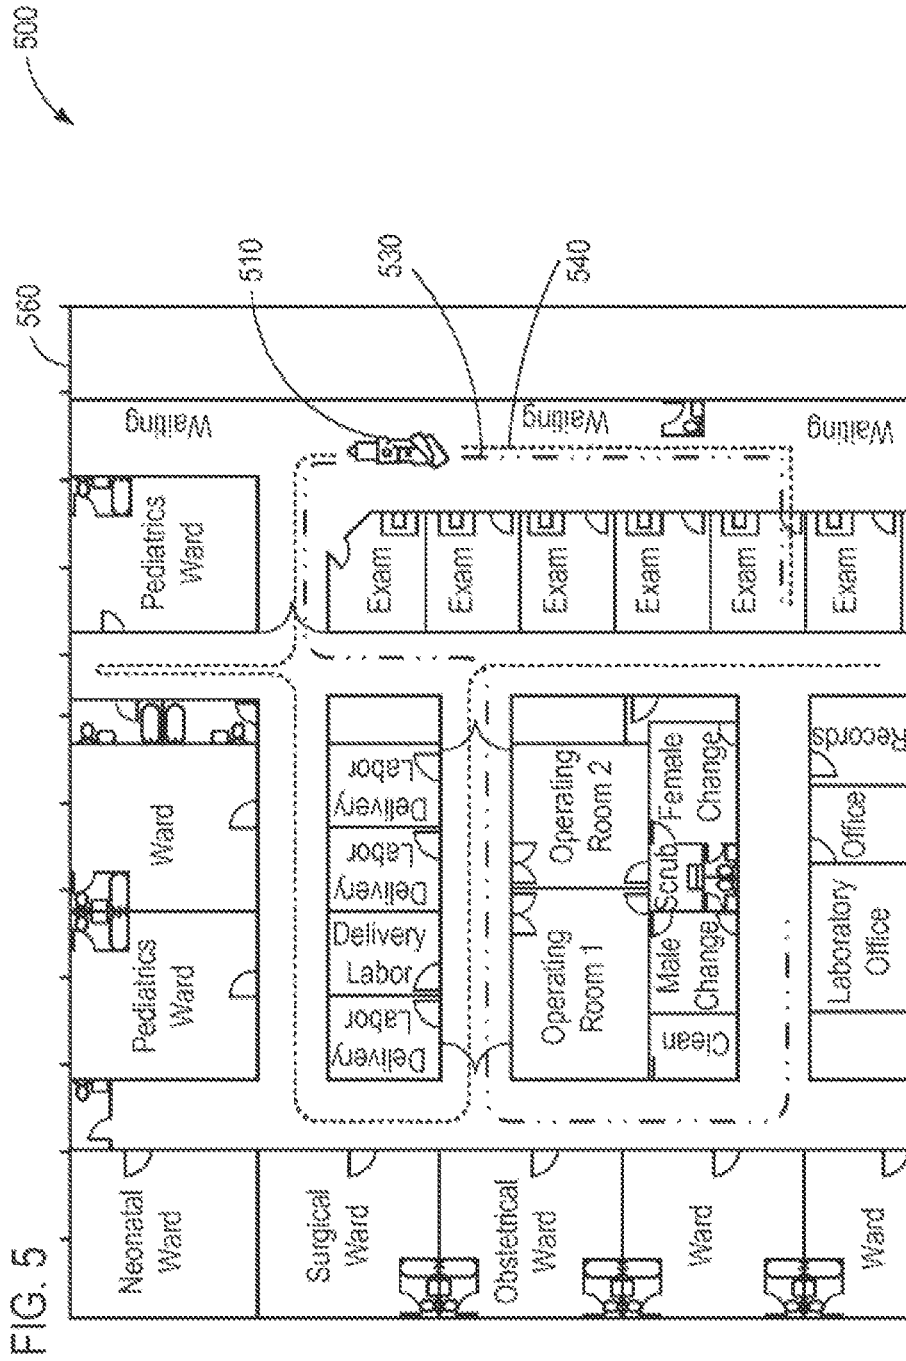 FIG. 5
500
560
510
530
540
Neonatal
Ward
Pediatrics
Ward
Ward
Pediatrics
Ward
Waiting
Surgical
Ward
Delivery
Labor
Delivery
Labor
Delivery
Labor
Delivery
Labor
Exam
Exam
Exam
Exam
Exam
Exam
Waiting
Waiting
Obstetrical
Ward
Operating
Room 1
Operating
Room 2
Ward
Clean
Male
Change
Scrub
Female
Change
Ward
Laboratory
Office
Office
Records